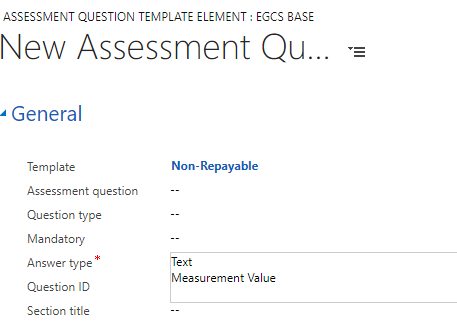 ASSESSMENT QUESTION TEMPLATE ELEMENT : EGCS BASE
New Assessment Qu...
General
Template Non-Repayable
Assessment question --
Question type --
Mandatory --
Answer type* Text
Measurement Value
Question ID
Section title --